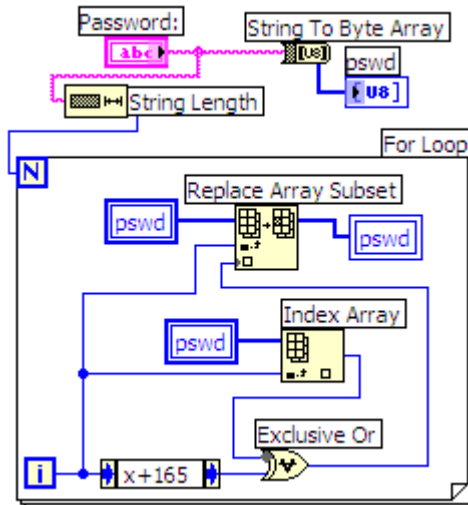 Password:
String To Byte Array
abc
[U8]
pswd
U8]
String Length
For Loop
N
Replace Array Subset
pswd
pswd
Index Array
pswd
Exclusive Or
i
x+165
V